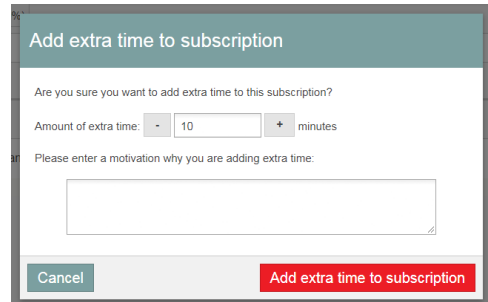 %)
Add extra time to subscription
Are you sure you want to add extra time to this subscription?
Amount of extra time: - 10 + minutes
Please enter a motivation why you are adding extra time:
Cancel Add extra time to subscription